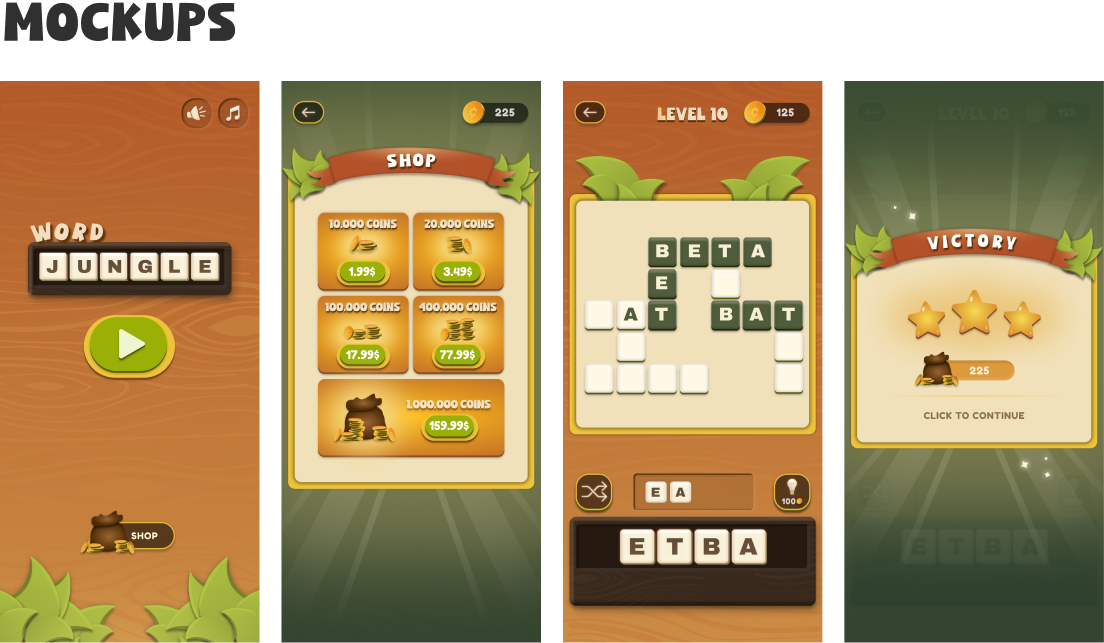 MOCKUPS
WORD
JUNGLE
SHOP
225
SHOP
10.000 COINS
20.000 COINS
1.99$
3.49$
100.000 COINS
400.000 COINS
17.99$
77.99$
1.000.000 COINS
159.99$
LEVEL 10
125
B E T A
E
A T
B A T
E A
100
E T B A
LEVEL 10
125
VICTORY
225
CLICK TO CONTINUE
E T B A